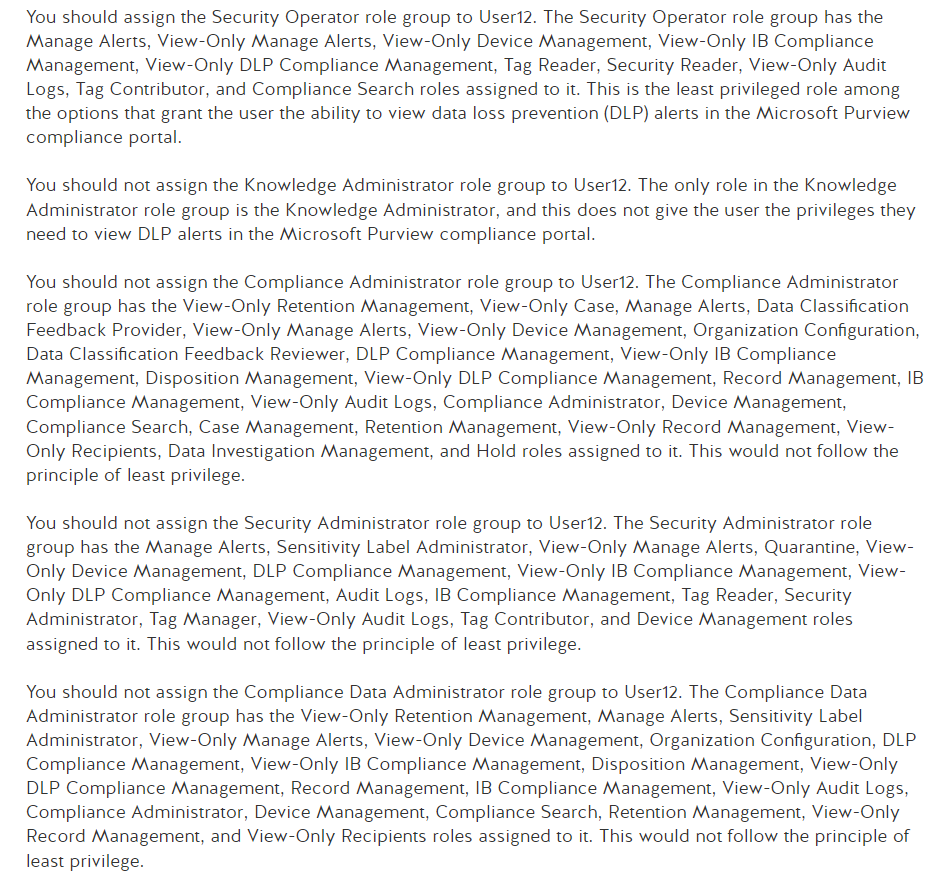 You should assign the Security Operator role group to User12. The Security Operator role group has the
Manage Alerts, View-Only Manage Alerts, View-Only Device Management, View-Only IB Compliance
Management, View-Only DLP Compliance Management, Tag Reader, Security Reader, View-Only Audit
Logs, Tag Contributor, and Compliance Search roles assigned to it. This is the least privileged role among
the options that grant the user the ability to view data loss prevention (DLP) alerts in the Microsoft Purview
compliance portal.
You should not assign the Knowledge Administrator role group to User12. The only role in the Knowledge
Administrator role group is the Knowledge Administrator, and this does not give the user the privileges they
need to view DLP alerts in the Microsoft Purview compliance portal.
You should not assign the Compliance Administrator role group to User12. The Compliance Administrator
role group has the View-Only Retention Management, View-Only Case, Manage Alerts, Data Classification
Feedback Provider, View-Only Manage Alerts, View-Only Device Management, Organization Configuration,
Data Classification Feedback Reviewer, DLP Compliance Management, View-Only IB Compliance
Management, Disposition Management, View-Only DLP Compliance Management, Record Management, IB
Compliance Management, View-Only Audit Logs, Compliance Administrator, Device Management,
Compliance Search, Case Management, Retention Management, View-Only Record Management, View-
Only Recipients, Data Investigation Management, and Hold roles assigned to it. This would not follow the
principle of least privilege.
You should not assign the Security Administrator role group to User12. The Security Administrator role
group has the Manage Alerts, Sensitivity Label Administrator, View-Only Manage Alerts, Quarantine, View-
Only Device Management, DLP Compliance Management, View-Only IB Compliance Management, View-
Only DLP Compliance Management, Audit Logs, IB Compliance Management, Tag Reader, Security
Administrator, Tag Manager, View-Only Audit Logs, Tag Contributor, and Device Management roles
assigned to it. This would not follow the principle of least privilege.
You should not assign the Compliance Data Administrator role group to User12. The Compliance Data
Administrator role group has the View-Only Retention Management, Manage Alerts, Sensitivity Label
Administrator, View-Only Manage Alerts, View-Only Device Management, Organization Configuration, DLP
Compliance Management, View-Only IB Compliance Management, Disposition Management, View-Only
DLP Compliance Management, Record Management, IB Compliance Management, View-Only Audit Logs,
Compliance Administrator, Device Management, Compliance Search, Retention Management, View-Only
Record Management, and View-Only Recipients roles assigned to it. This would not follow the principle of
least privilege.